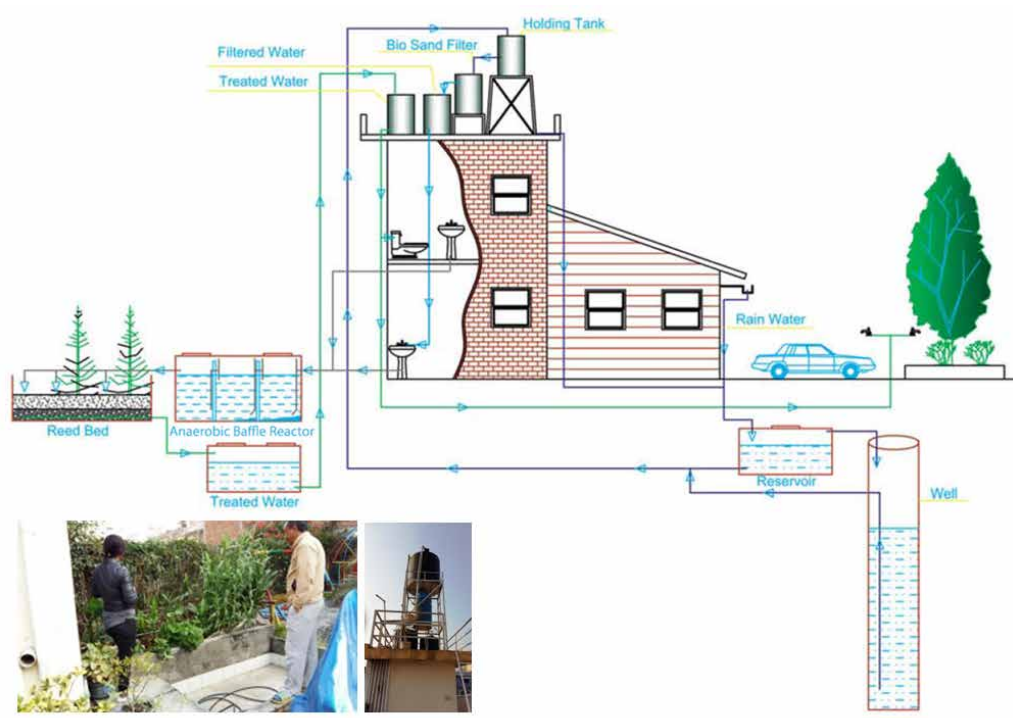 Holding Tank
Bio Sand Filter
Filtered Water
Treated Water
Rain Water
Reed Bed
Anaerobic Baffle Reactor
Treated Water
Reservoir
Well